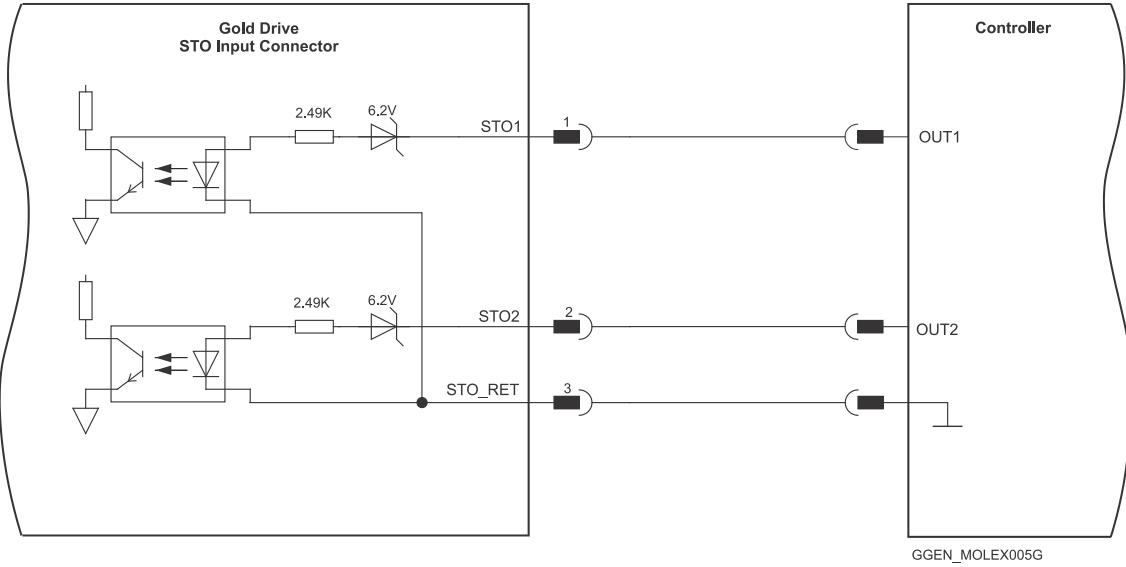 Gold Drive
STO Input Connector
Controller
2.49K
6.2V
STO1
1
OUT1
2.49K
6.2V
STO2
2
OUT2
STO_RET
3
GGEN_MOLEX005G